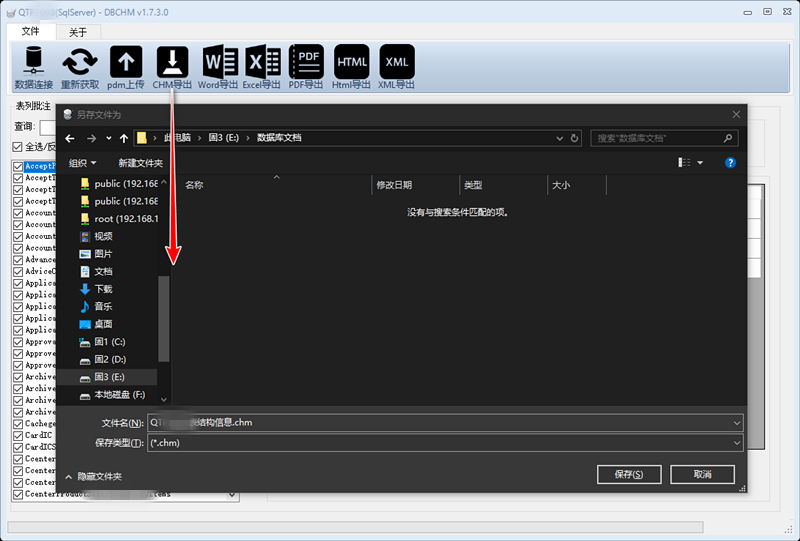 QT (SqlServer) - DBCHM v1.7.3.0
文件 关于
PDF HTML XML
数据连接 重新获取 pdm上传 CHM导出 Word导出 Excel导出 PDF导出 Html导出 XML导出
表列批注
查询:
全选/反
另存文件为
此电脑 › 固3 (E:) › 数据库文档
搜索"数据库文档"
组织 新建文件夹
名称 修改日期 类型 大小
没有与搜索条件匹配的项。
public (192.168
public (192.168
root (192.168.1
视频
图片
文档
下载
音乐
桌面
固1 (C:)
固2 (D:)
固3 (E:)
本地磁盘 (F:)
AcceptT
AcceptT
AcceptT
Account
Account
Account
Account
Advance
AdviceC
Applica
Applica
Applica
Applica
Applica
Approva
Approve
Approve
Archive
Archive
Archive
Archive
Cachege
CardIC
CardICS
Ccenter
Ccenter
Ccenter
CcenterProduct
文件名(N): QT 结构信息.chm
保存类型(T): (*.chm)
隐藏文件夹
保存(S) 取消